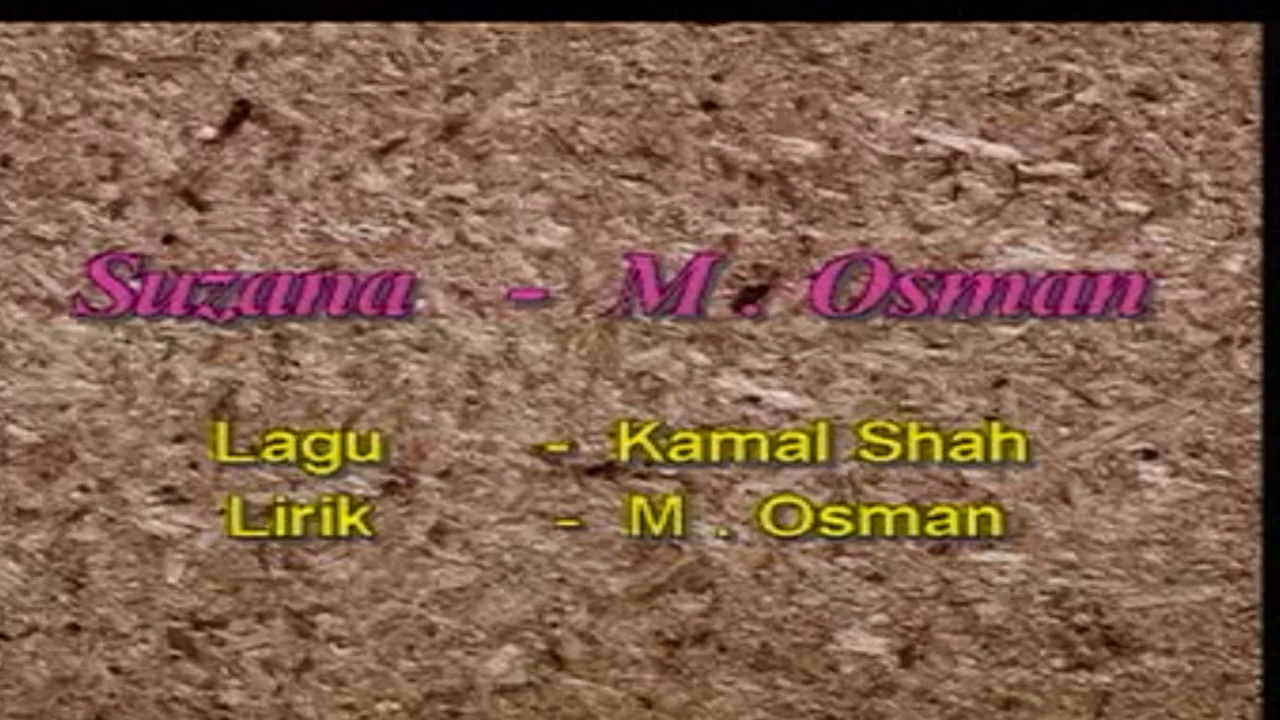 Suzana - M . Osman
Lagu - Kamal Shah
Lirik - M . Osman